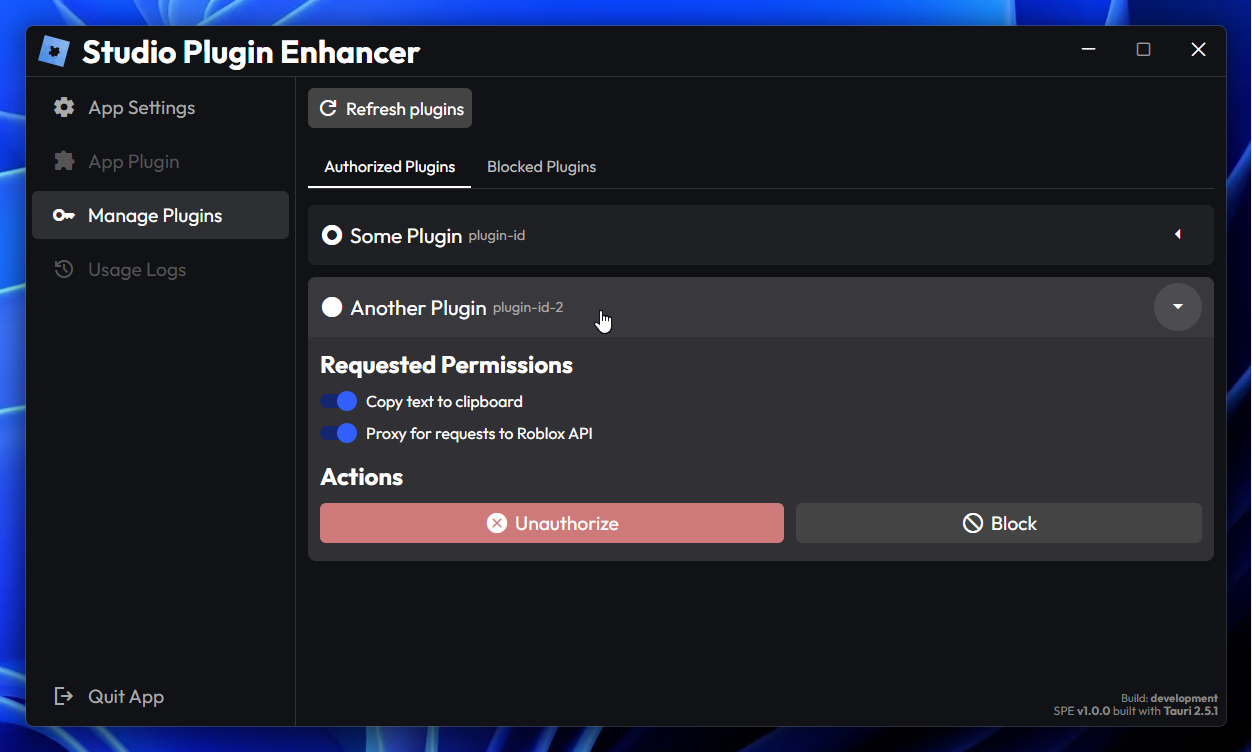 Studio Plugin Enhancer
App Settings
App Plugin
Manage Plugins
Usage Logs
Quit App
Refresh plugins
Authorized Plugins Blocked Plugins
Some Plugin plugin-id
Another Plugin plugin-id-2
Requested Permissions
Copy text to clipboard
Proxy for requests to Roblox API
Actions
Unauthorize Block
Build: development
SPE v1.0.0 built with Tauri 2.5.1